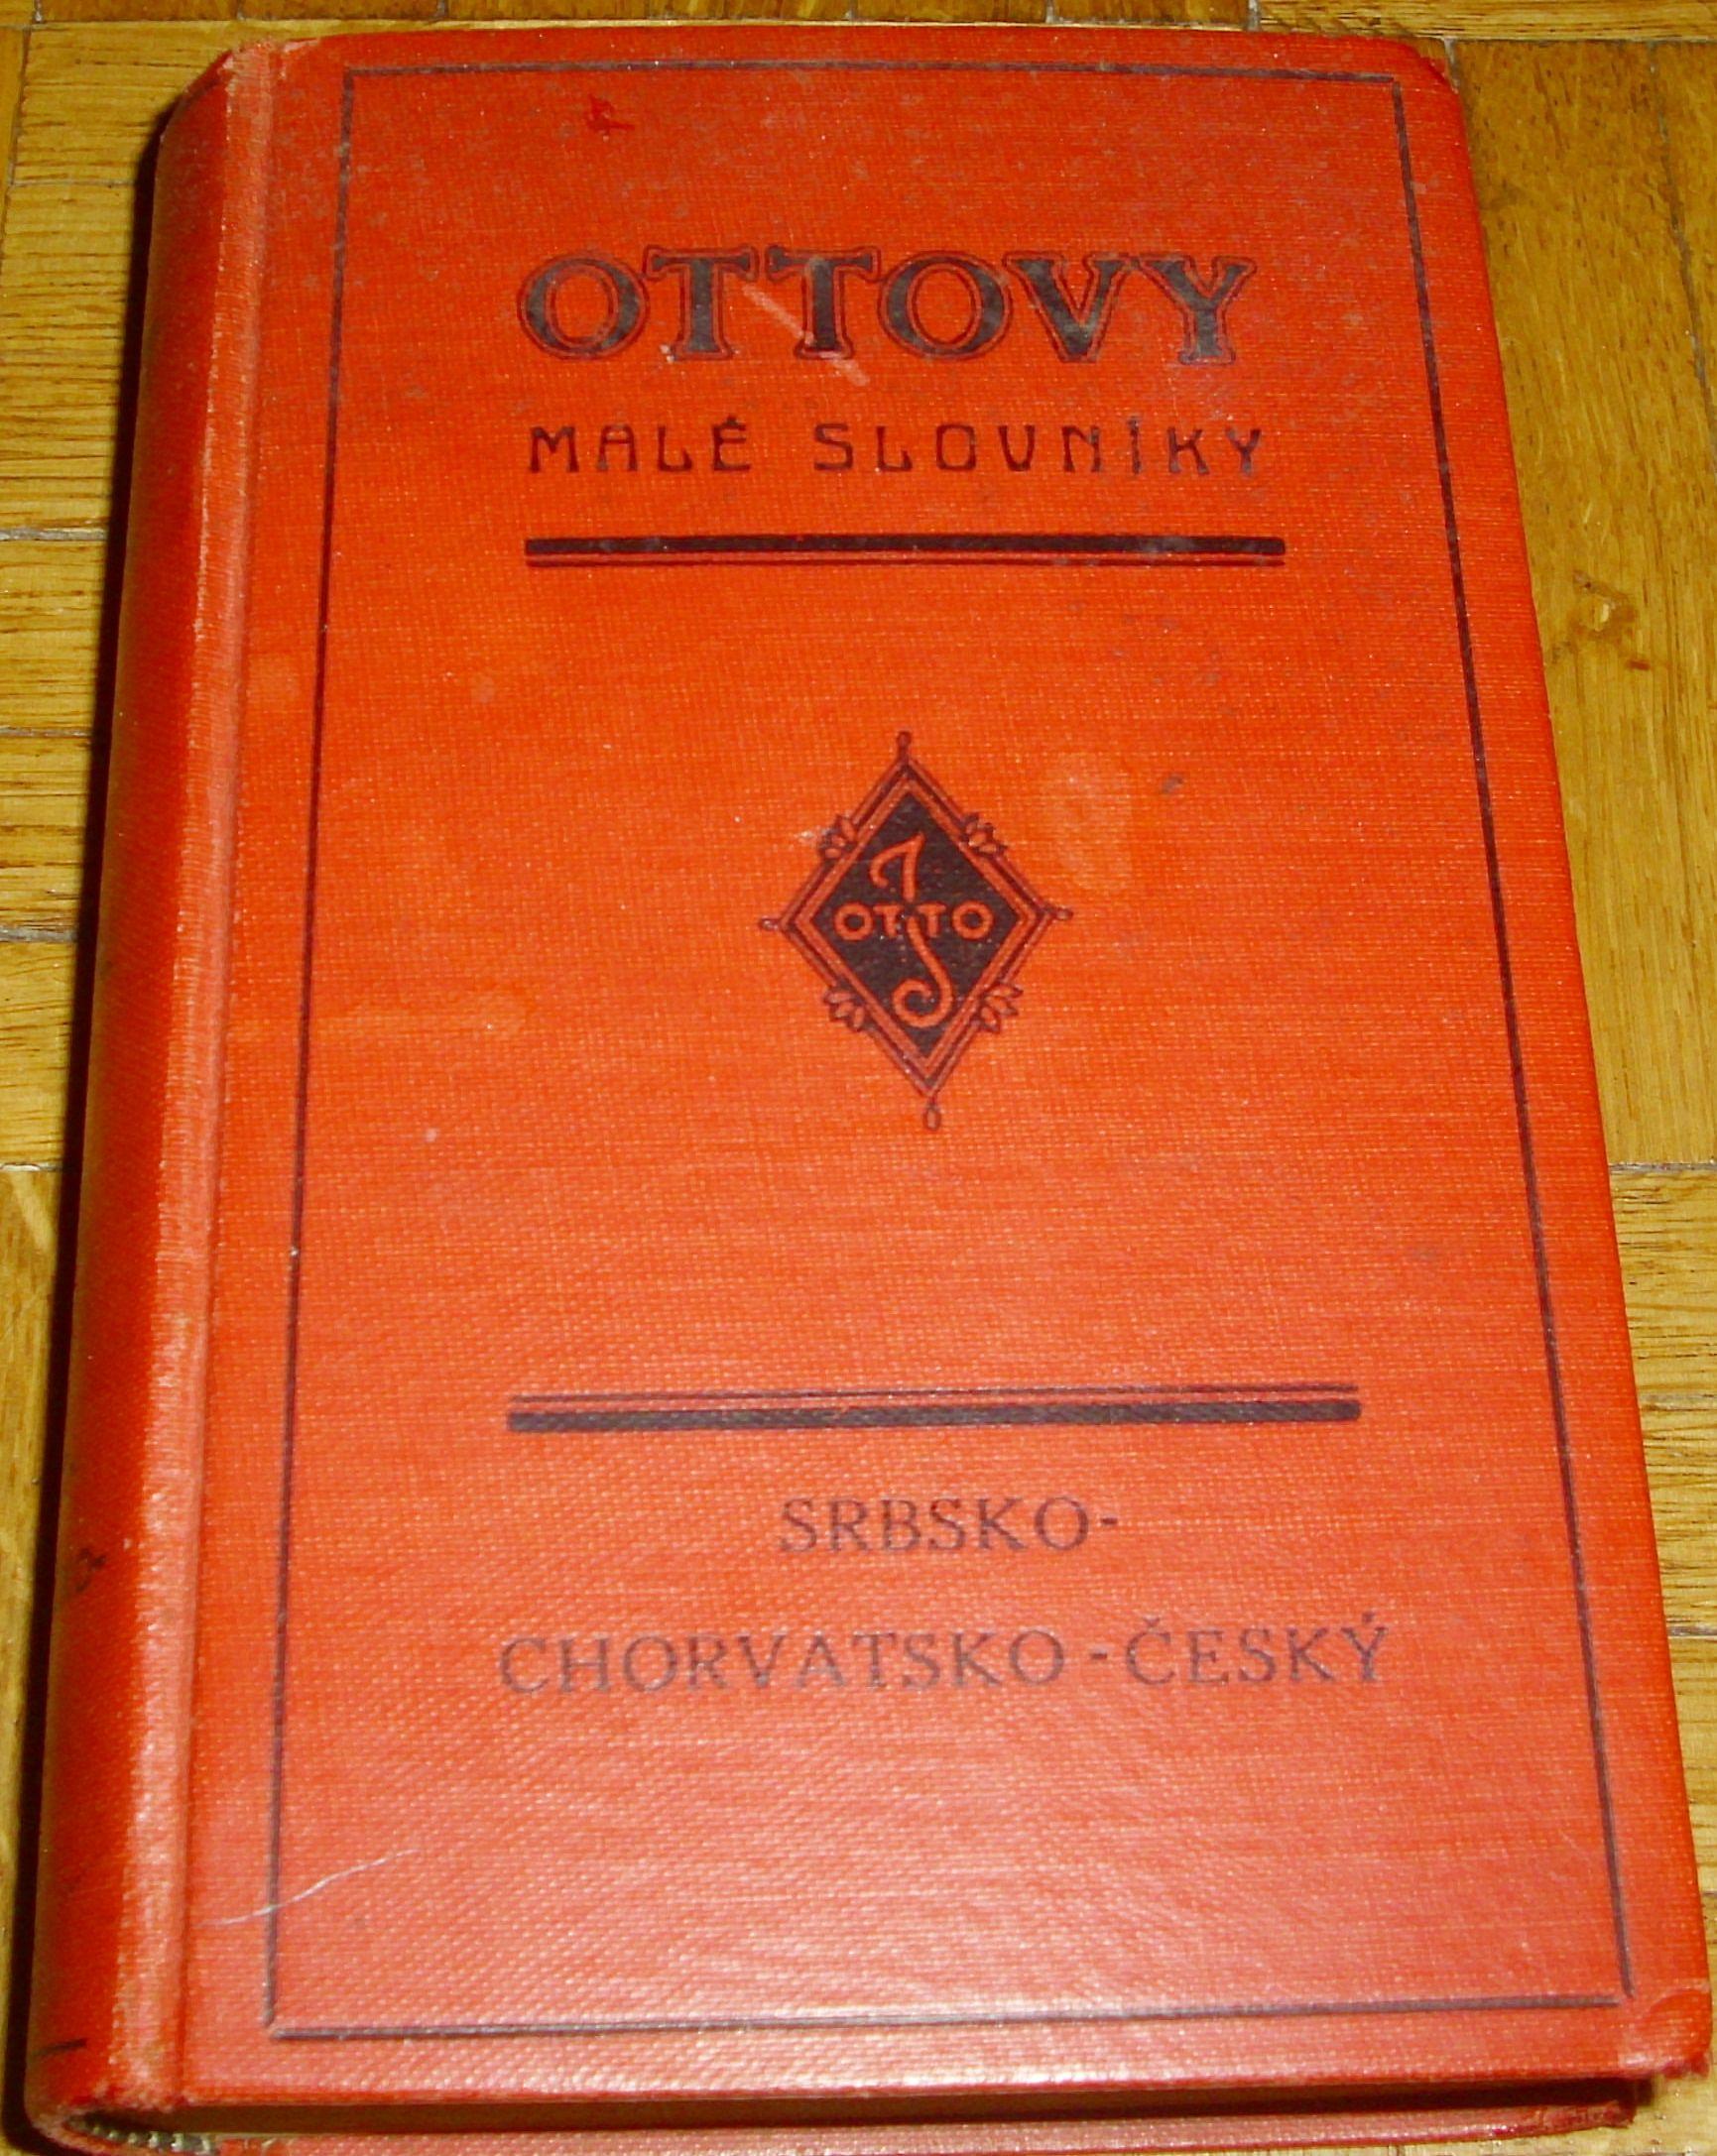 OTTOVY
MALÉ SLOVNÍKY
J
OTTO
SRBSKO-
CHORVATSKO-ČESKÝ